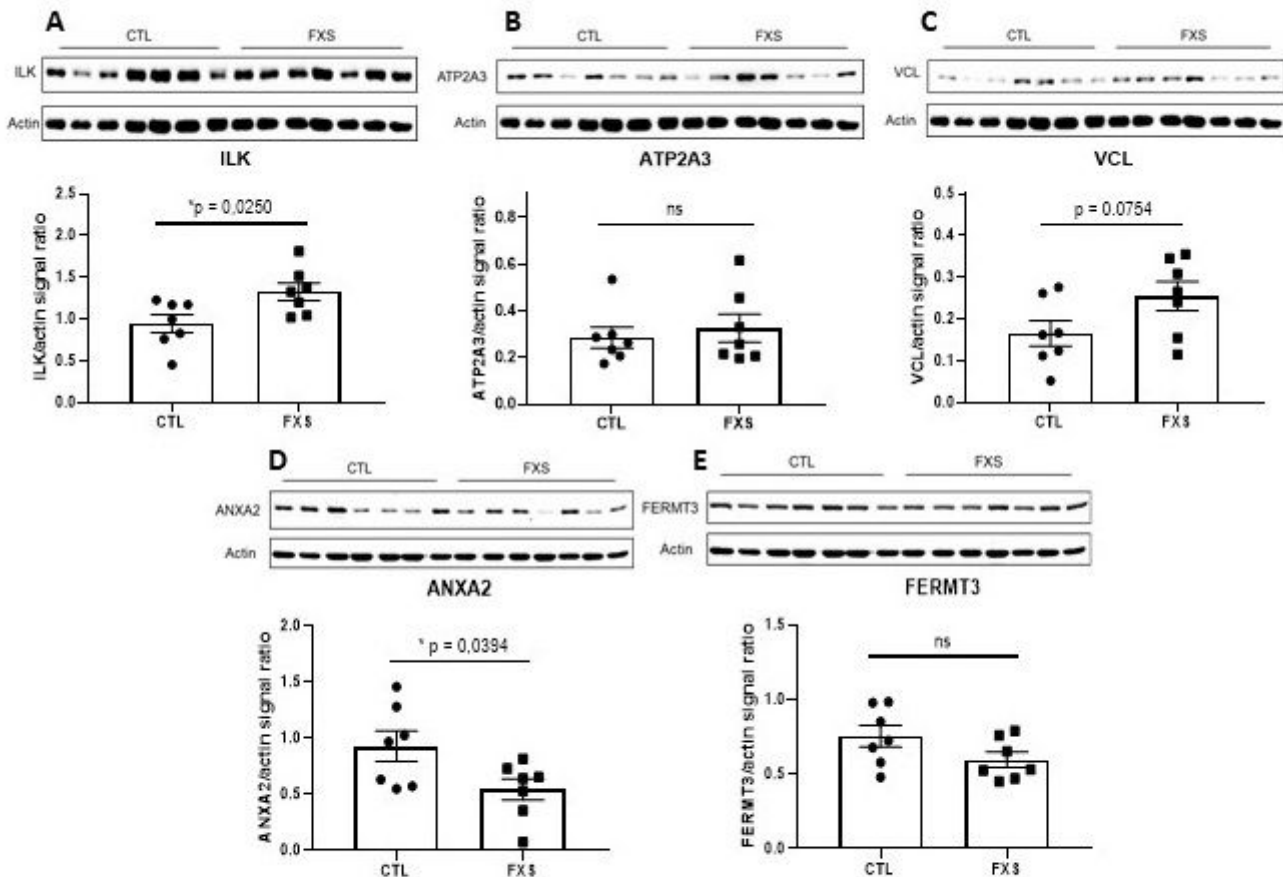 A
CTL FXS
ILK
Actin
ILK
ILK/actin signal ratio
2.5
2.0
1.5
1.0
0.5
0.0
*p = 0,0250
CTL FXS
B
CTL FXS
ATP2A3
Actin
ATP2A3
ATP2A3/actin signal ratio
0.8
0.6
0.4
0.2
0.0
ns
CTL FXS
C
CTL FXS
VCL
Actin
VCL
VCL/actin signal ratio
0.5
0.4
0.3
0.2
0.1
0.0
p = 0.0754
CTL FXS
D
CTL FXS
ANXA2
Actin
ANXA2
ANXA2/actin signal ratio
2.0
1.5
1.0
0.5
0.0
* p = 0,0394
CTL FXS
E
CTL FXS
FERMT3
Actin
FERMT3
FERMT3/actin signal ratio
1.5
1.0
0.5
0.0
ns
CTL FXS